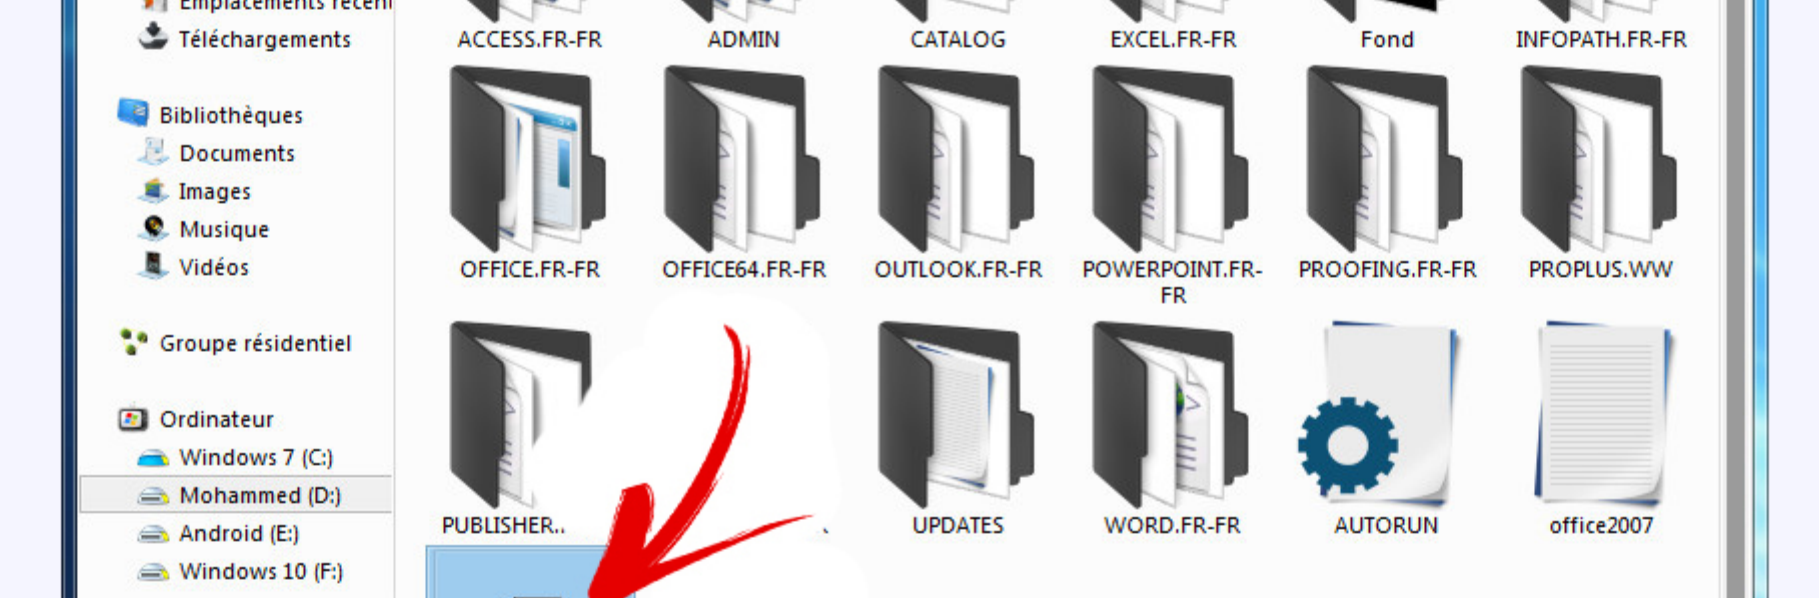 Emplacements récent
Téléchargements
Bibliothèques
Documents
Images
Musique
Vidéos
Groupe résidentiel
Ordinateur
Windows 7 (C:)
Mohammed (D:)
Android (E:)
Windows 10 (F:)
ACCESS.FR-FR
ADMIN
CATALOG
EXCEL.FR-FR
Fond
INFOPATH.FR-FR
OFFICE.FR-FR
OFFICE64.FR-FR
OUTLOOK.FR-FR
POWERPOINT.FR-
FR
PROOFING.FR-FR
PROPLUS.WW
PUBLISHER..
UPDATES
WORD.FR-FR
AUTORUN
office2007